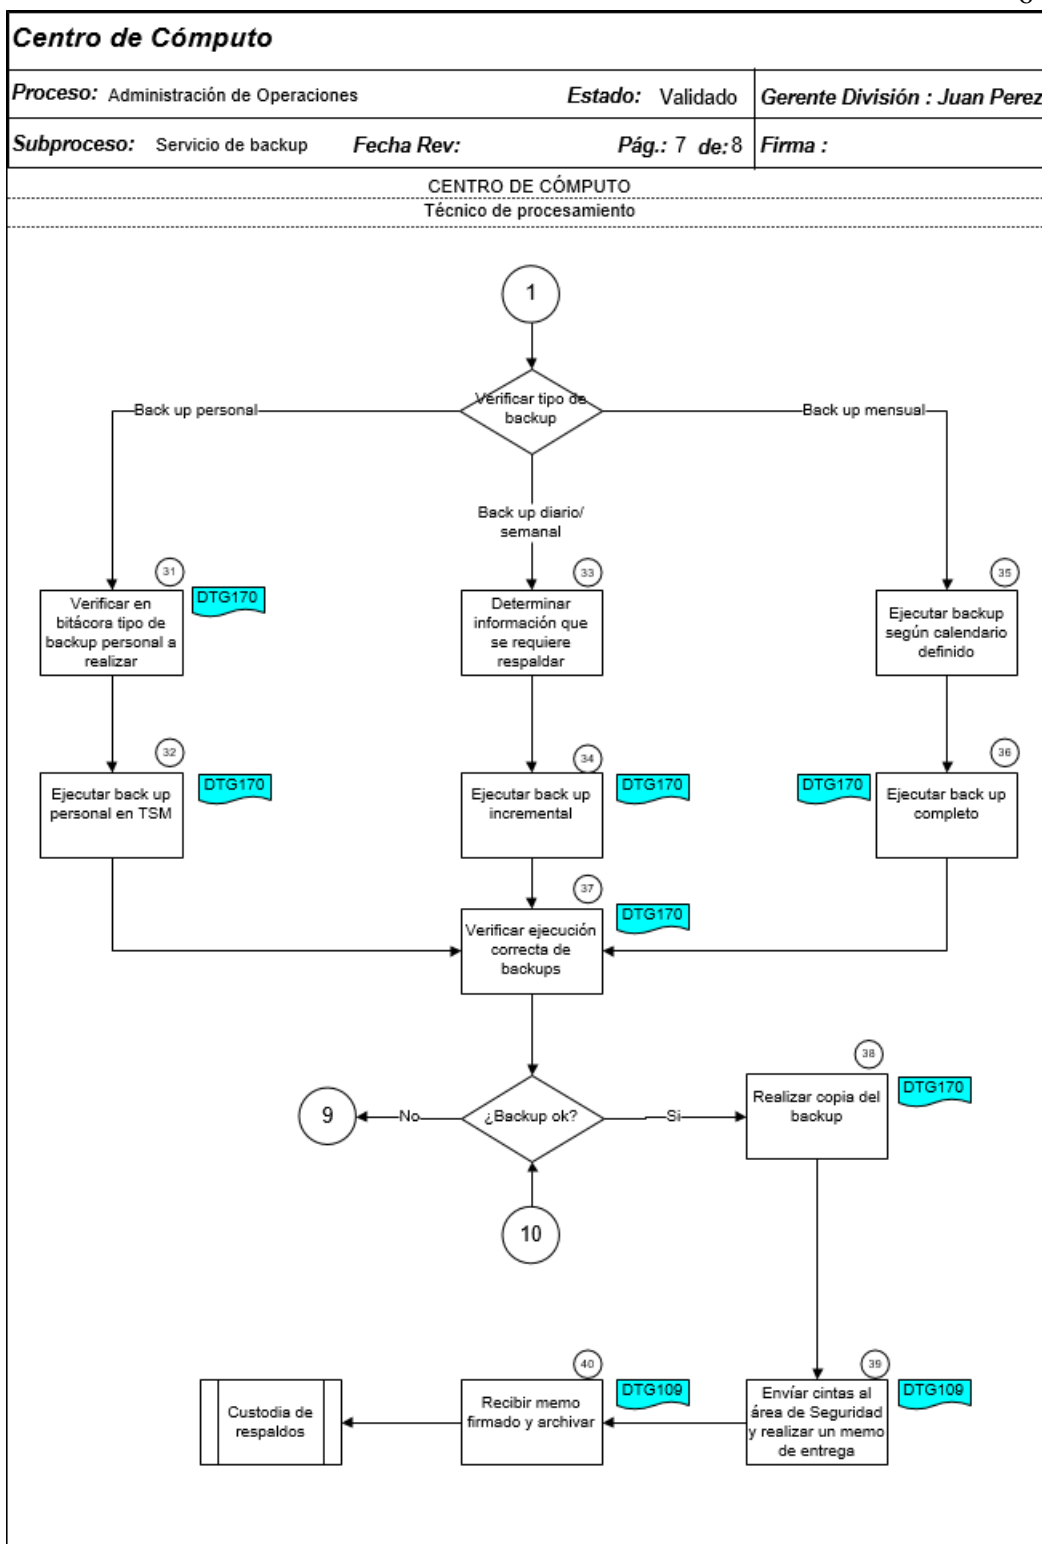 Centro de Cómputo
Proceso: Administración de Operaciones Estado: Validado Gerente División : Juan Perez
Subproceso: Servicio de backup Fecha Rev: Pág.: 7 de: 8 Firma :
CENTRO DE CÓMPUTO
Técnico de procesamiento
1
Verificar tipo de
backup
Back up personal
Back up mensual
Back up diario/
semanal
31
DTG170
Verificar en
bitácora tipo de
backup personal a
realizar
33
Determinar
información que
se requiere
respaldar
35
Ejecutar backup
según calendario
definido
32
DTG170
Ejecutar back up
personal en TSM
34
DTG170
Ejecutar back up
incremental
36
DTG170
Ejecutar back up
completo
37
DTG170
Verificar ejecución
correcta de
backups
9
No
¿Backup ok?
Si
38
DTG170
Realizar copia del
backup
10
39
DTG109
Envíar cintas al
área de Seguridad
y realizar un memo
de entrega
40
DTG109
Recibir memo
firmado y archivar
Custodia de
respaldos